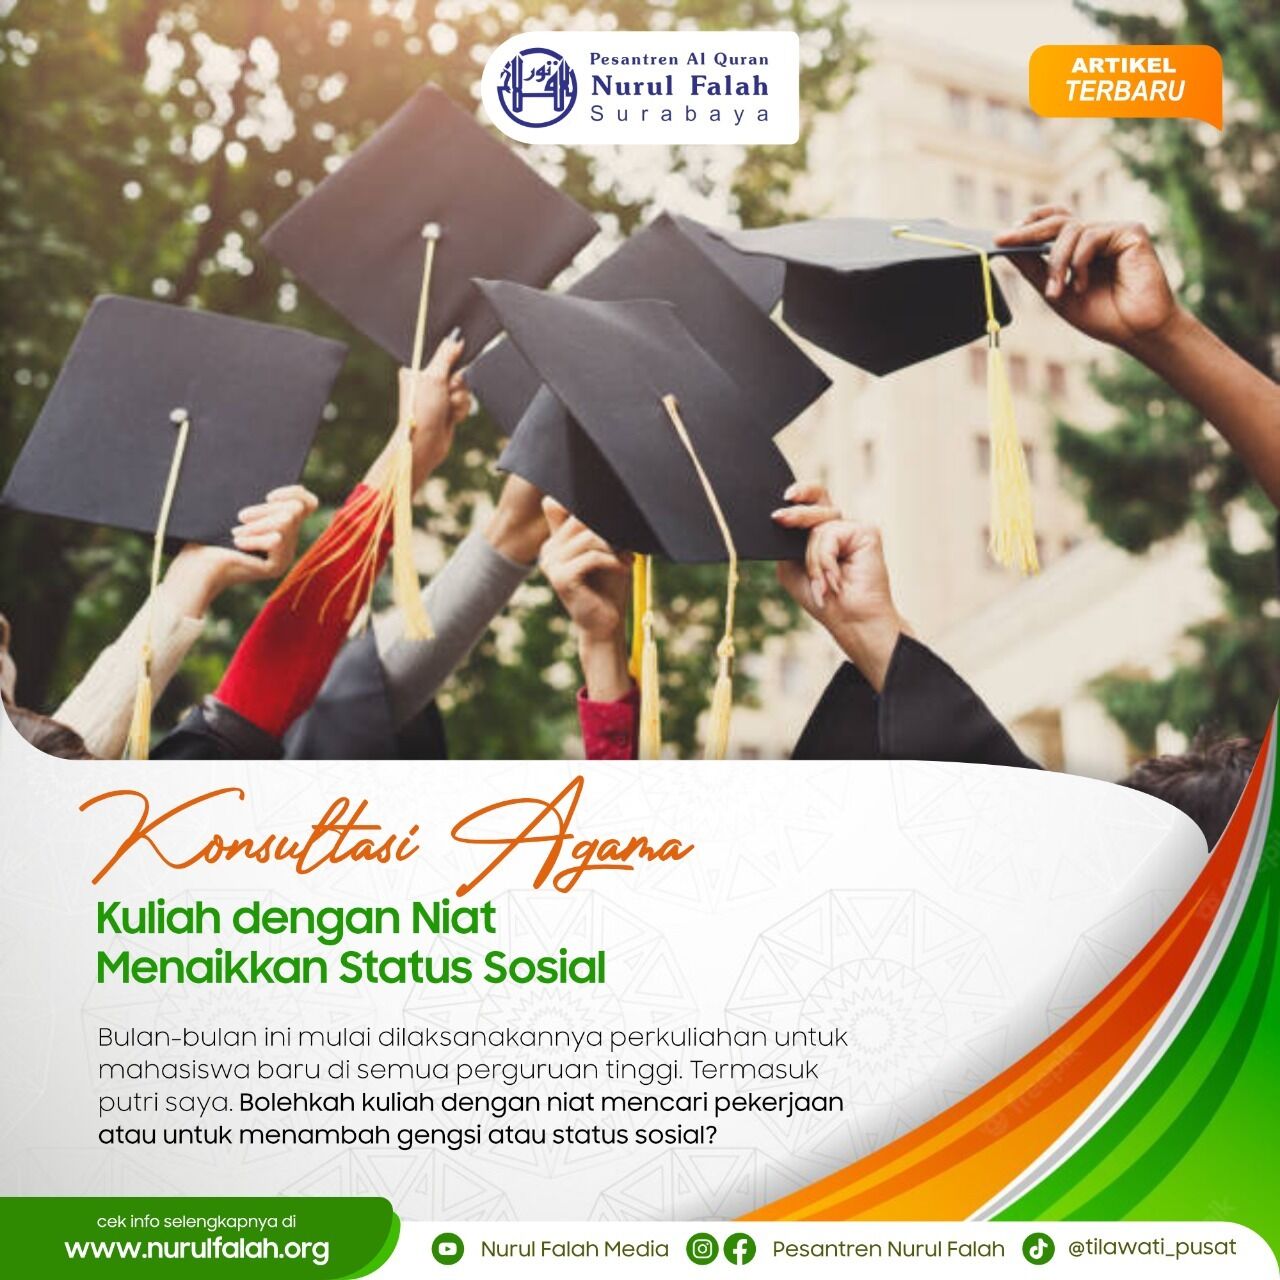 Pesantren Al Quran
Nurul Falah
Surabaya
ARTIKEL
TERBARU
Konsultasi Agama
Kuliah dengan Niat
Menaikkan Status Sosial
Bulan-bulan ini mulai dilaksanakannya perkuliahan untuk
mahasiswa baru di semua perguruan tinggi. Termasuk
putri saya. Bolehkah kuliah dengan niat mencari pekerjaan
atau untuk menambah gengsi atau status sosial?
cek info selengkapnya di
www.nurulfalah.org
Nurul Falah Media
Pesantren Nurul Falah
@tilawati_pusat